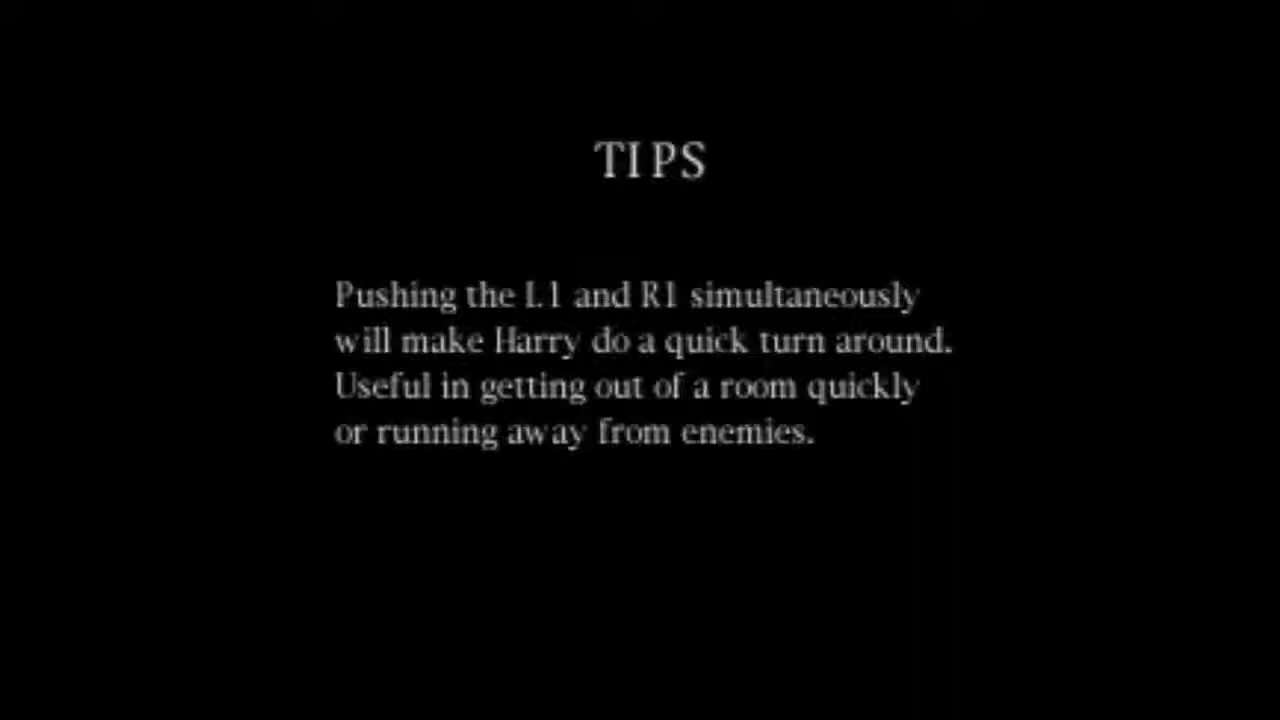 TIPS
Pushing the L1 and R1 simultaneously
will make Harry do a quick turn around.
Useful in getting out of a room quickly
or running away from enemies.